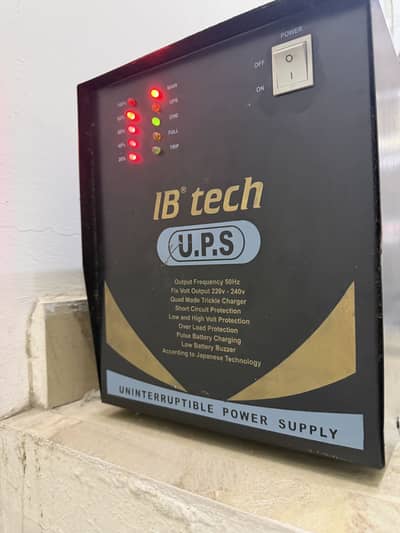 POWER
OFF
ON
MAIN
100%
UPS
80%
60%
FULL
40%
TRIP
20%
IB® tech
U.P.S
Output Frequency 50Hz
Fix Volt Output 220v - 240v
Quad Mode Trickle Charger
Short Circuit Protection
Low and High Volt Protection
Over Load Protection
Pulse Battery Charging
Low Battery Buzzer
According to Japanese Technology
UNINTERRUPTIBLE POWER SUPPLY